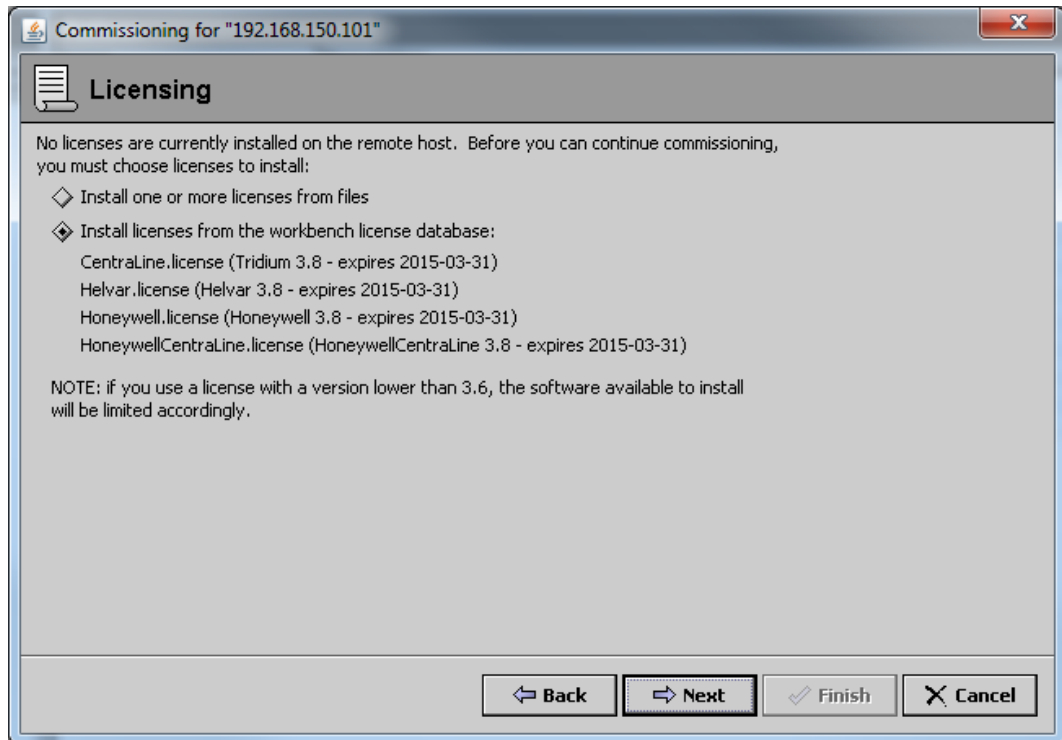 Commissioning for "192.168.150.101"
Licensing
No licenses are currently installed on the remote host.  Before you can continue commissioning,
you must choose licenses to install:
Install one or more licenses from files
Install licenses from the workbench license database:
CentraLine.license (Tridium 3.8 - expires 2015-03-31)
Helvar.license (Helvar 3.8 - expires 2015-03-31)
Honeywell.license (Honeywell 3.8 - expires 2015-03-31)
HoneywellCentraLine.license (HoneywellCentraLine 3.8 - expires 2015-03-31)
NOTE: if you use a license with a version lower than 3.6, the software available to install
will be limited accordingly.
Back Next Finish Cancel